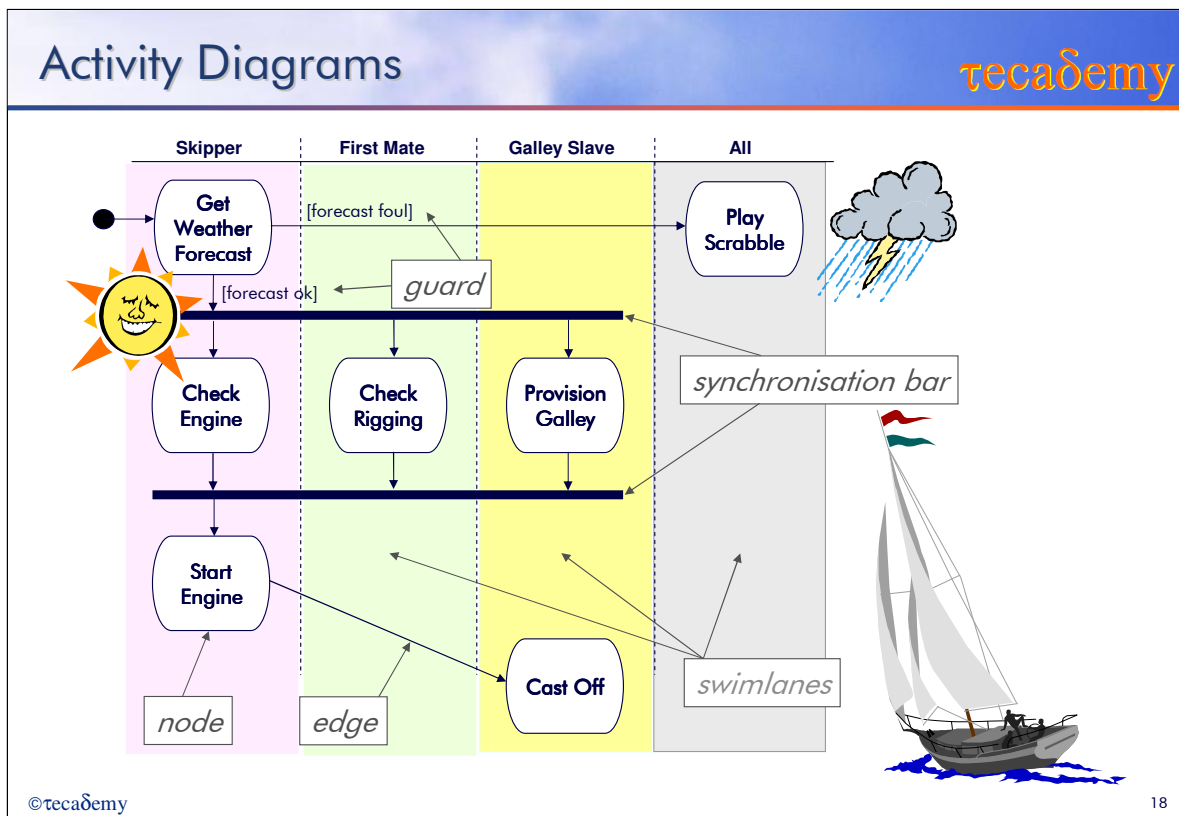 Activity Diagrams
τecaδemy
Skipper
First Mate
Galley Slave
All
Get
Weather
Forecast
[forecast foul]
Play
Scrabble
guard
[forecast ok]
synchronisation bar
Check
Engine
Check
Rigging
Provision
Galley
Start
Engine
Cast Off
swimlanes
node
edge
©τecaδemy
18